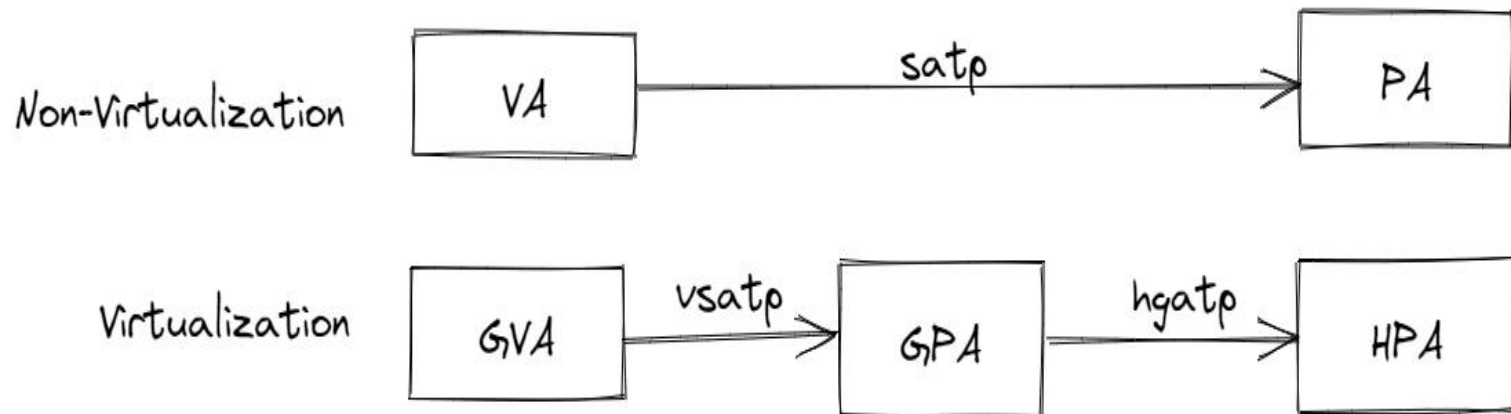 satp
Non-Virtualization VA PA
vsatp hgatp
Virtualization GVA GPA HPA